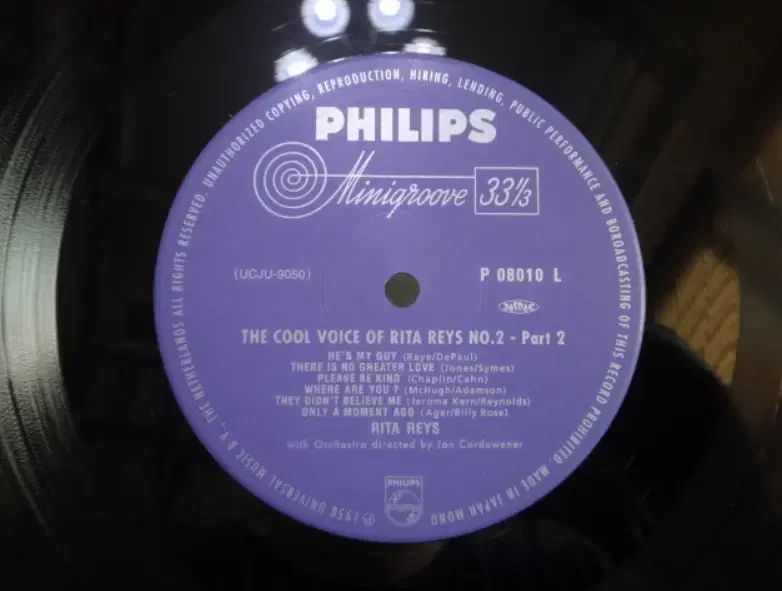 PHILIPS
Minigroove 33 1/3
(UCJU-9050)
P 08010 L
JASRAC
THE COOL VOICE OF RITA REYS NO.2 - Part 2
HE'S MY GUY (Raye/DePaul)
THERE IS NO GREATER LOVE (Jones/Symes)
PLEASE BE KIND (Chaplin/Cahn)
WHERE ARE YOU ? (McHugh/Adamson)
THEY DIDN'T BELIEVE ME (Jerome Kern/Reynolds)
ONLY A MOMENT AGO (Ager/Billy Rose)
RITA REYS
with Orchestra directed by Jan Corduwener
PHILIPS
℗ 1958 UNIVERSAL MUSIC B.V., THE NETHERLANDS ALL RIGHTS RESERVED. UNAUTHORIZED COPYING, REPRODUCTION, HIRING, LENDING, PUBLIC PERFORMANCE AND BOROADCASTING OF THIS RECORD PROHIBITED. MADE IN JAPAN MONO